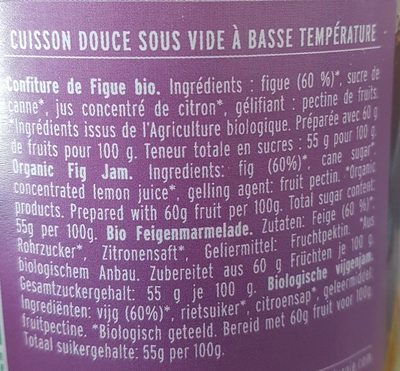 CUISSON DOUCE SOUS VIDE À BASSE TEMPÉRATURE
Confiture de Figue bio. Ingrédients : figue (60 %)*, sucre de
canne*, jus concentré de citron*, gélifiant : pectine de fruits.
*Ingrédients issus de l'Agriculture biologique. Préparée avec 60 g
de fruits pour 100 g. Teneur totale en sucres : 55 g pour 100 g.
Organic Fig Jam. Ingredients: fig (60%)*, cane sugar*,
concentrated lemon juice*, gelling agent: fruit pectin. *Organic
products. Prepared with 60g fruit per 100g. Total sugar content:
55g per 100g. Bio Feigenmarmelade. Zutaten: Feige (60 %)*,
Rohrzucker*, Zitronensaft*, Geliermittel: Fruchtpektin. *Aus
biologischem Anbau. Zubereitet aus 60 g Früchten je 100 g.
Gesamtzuckergehalt: 55 g je 100 g. Biologische vijgenjam.
Ingrediënten: vijg (60%)*, rietsuiker*, citroensap*, geleermiddel:
fruitpectine. *Biologisch geteeld. Bereid met 60g fruit voor 100g.
Totaal suikergehalte: 55g per 100g.